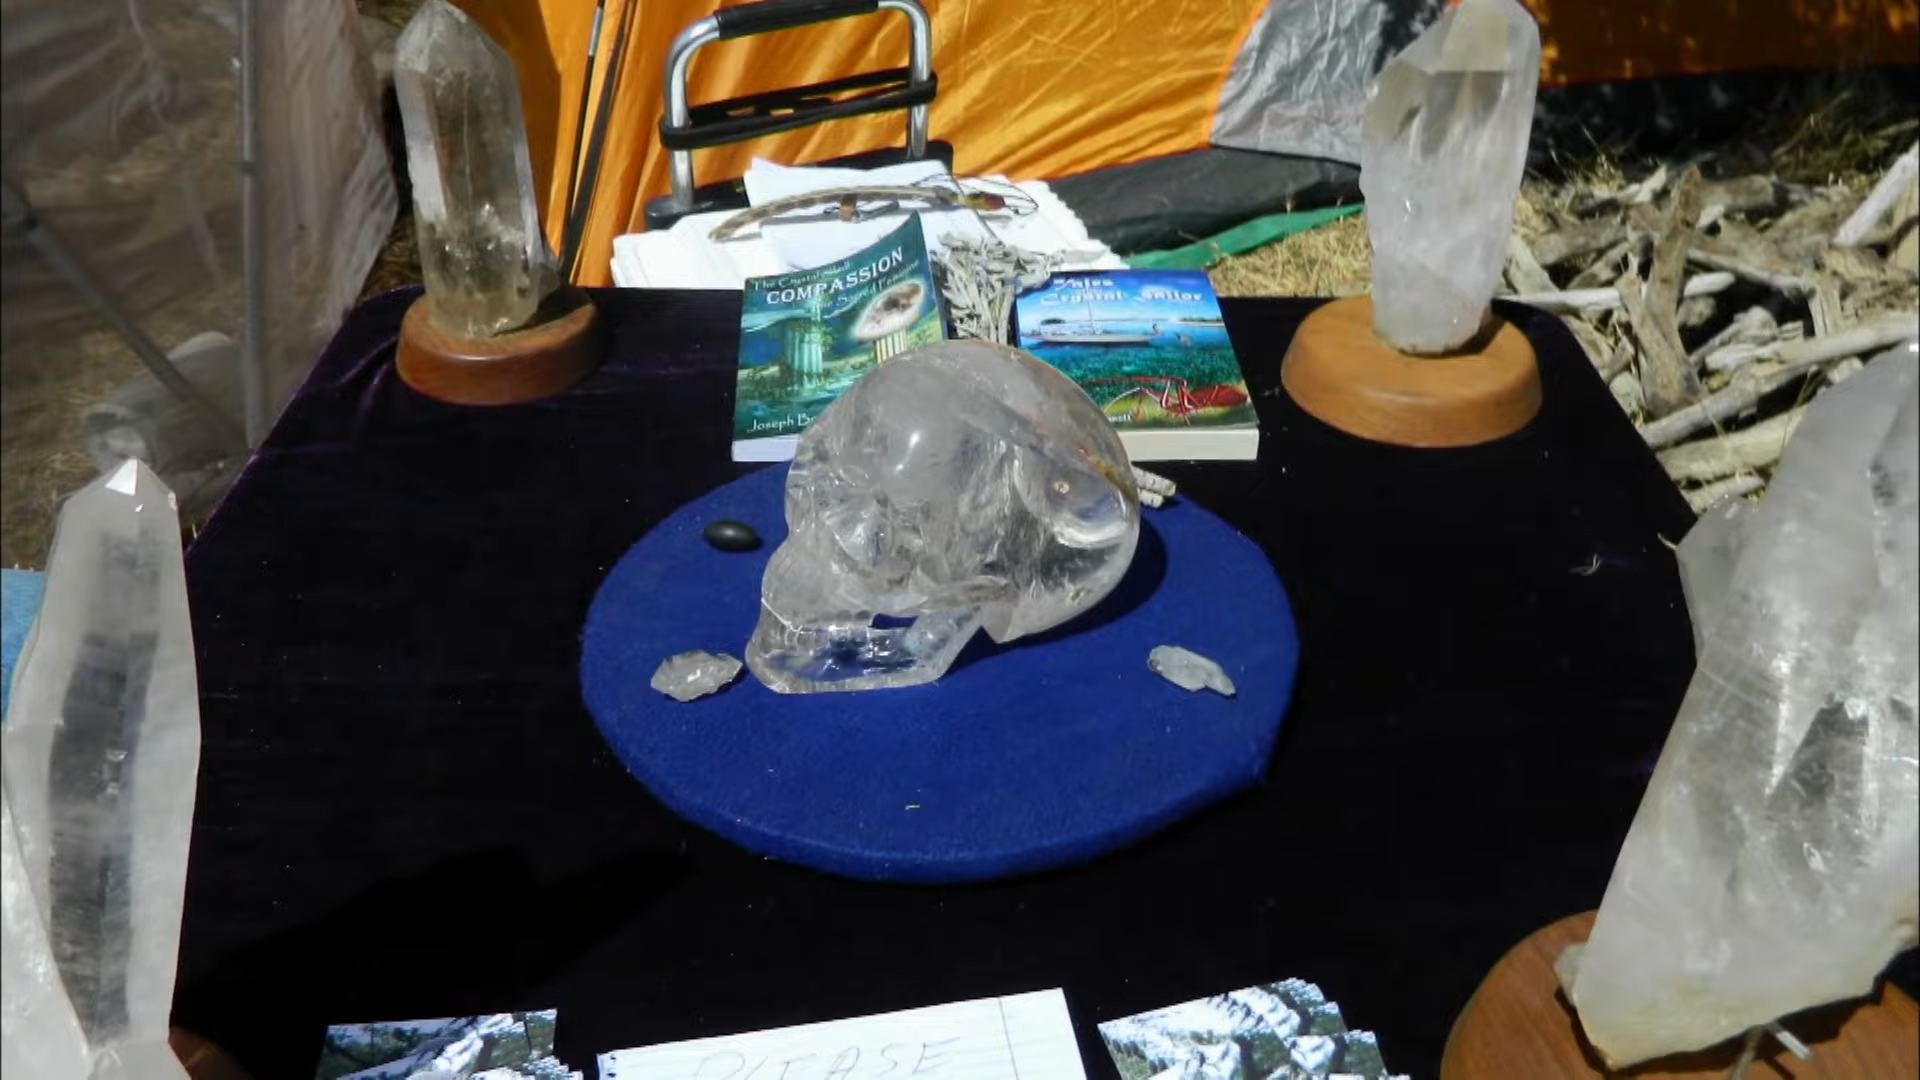 The Crystal Skull
COMPASSION
the Sacred Feminine
Joseph
Tales
Crystal Sailor
PLEASE